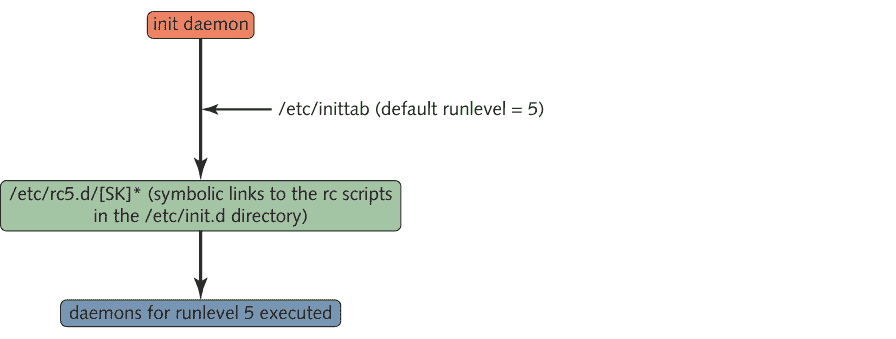 init daemon
/etc/inittab (default runlevel = 5)
/etc/rc5.d/[SK]* (symbolic links to the rc scripts
in the /etc/init.d directory)
daemons for runlevel 5 executed